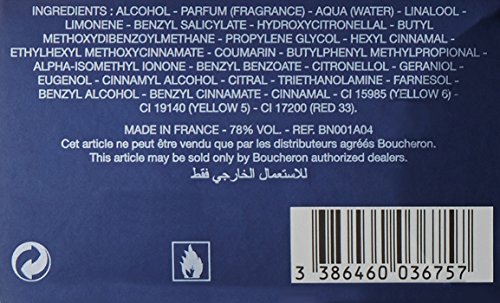 INGREDIENTS : ALCOHOL - PARFUM (FRAGRANCE) - AQUA (WATER) - LINALOOL -
LIMONENE - BENZYL SALICYLATE - HYDROXYCITRONELLAL - BUTYL
METHOXYDIBENZOYLMETHANE - PROPYLENE GLYCOL - HEXYL CINNAMAL -
ETHYLHEXYL METHOXYCINNAMATE - COUMARIN - BUTYLPHENYL METHYLPROPIONAL -
ALPHA-ISOMETHYL IONONE - BENZYL BENZOATE - CITRONELLOL - GERANIOL -
EUGENOL - CINNAMYL ALCOHOL - CITRAL - TRIETHANOLAMINE - FARNESOL -
BENZYL ALCOHOL - BENZYL CINNAMATE - CINNAMAL - CI 15985 (YELLOW 6) -
CI 19140 (YELLOW 5) - CI 17200 (RED 33).
MADE IN FRANCE - 78% VOL. - REF. BN001A04
Cet article ne peut être vendu que par les distributeurs agréés Boucheron.
This article may be sold only by Boucheron authorized dealers.
للاستعمال الخارجي فقط
3 386460 036757